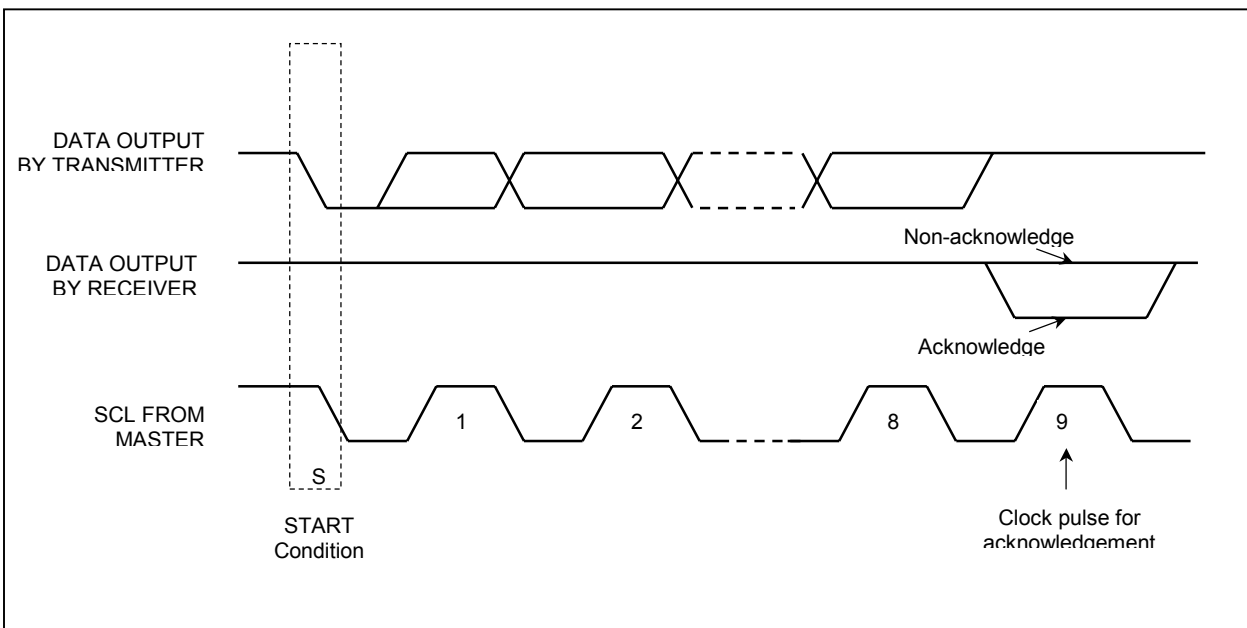 DATA OUTPUT
BY TRANSMITTER
Non-acknowledge
DATA OUTPUT
BY RECEIVER
Acknowledge
SCL FROM
MASTER
1
2
8
9
S
START
Condition
Clock pulse for
acknowledgement